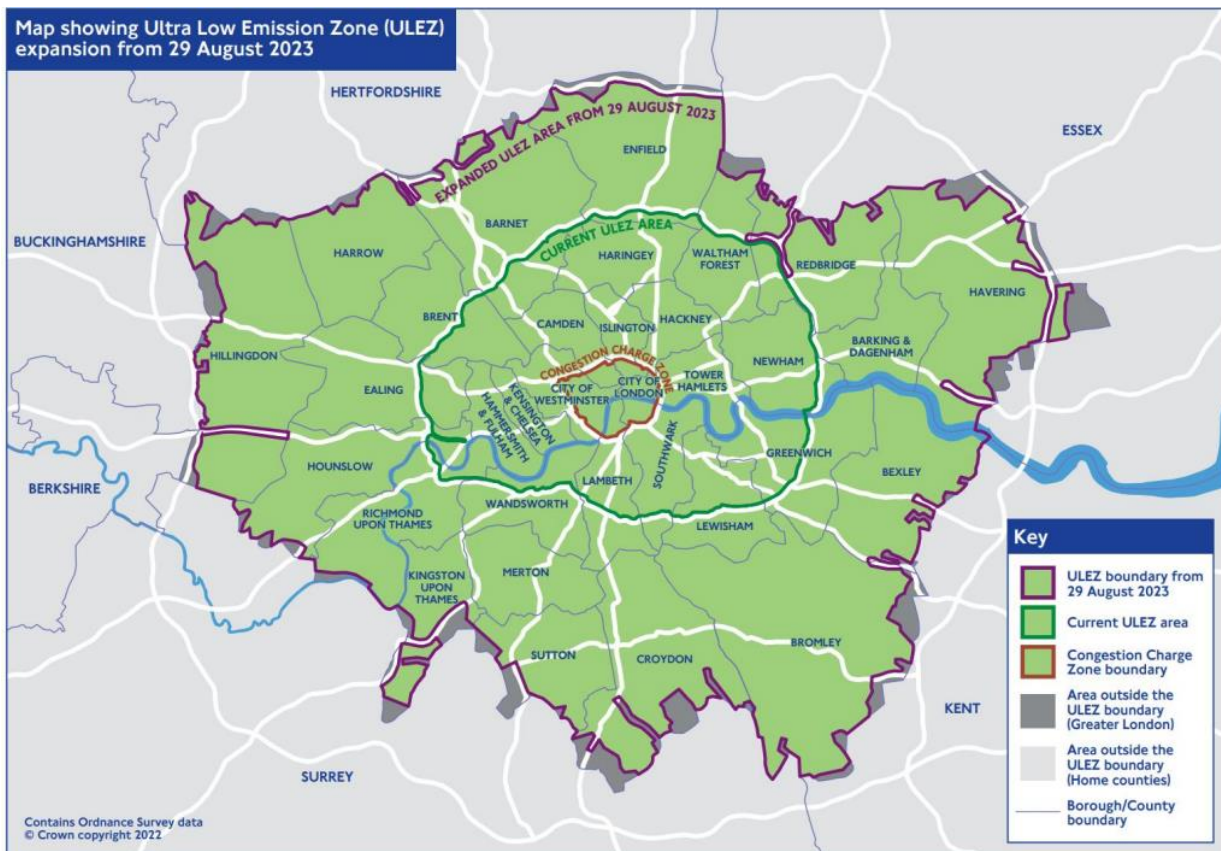 Map showing Ultra Low Emission Zone (ULEZ)
expansion from 29 August 2023
HERTFORDSHIRE
ESSEX
BUCKINGHAMSHIRE
BERKSHIRE
SURREY
KENT
EXPANDED ULEZ AREA FROM 29 AUGUST 2023
ENFIELD
BARNET
CURRENT ULEZ AREA
HARROW
HARINGEY
WALTHAM
FOREST
REDBRIDGE
HAVERING
BRENT
CAMDEN
ISLINGTON
HACKNEY
BARKING &
DAGENHAM
HILLINGDON
EALING
CONGESTION CHARGE ZONE
NEWHAM
TOWER
HAMLETS
CITY OF
WESTMINSTER
CITY OF
LONDON
KENSINGTON
& CHELSEA
HAMMERSMITH
& FULHAM
HOUNSLOW
LAMBETH
SOUTHWARK
GREENWICH
BEXLEY
RICHMOND
UPON THAMES
WANDSWORTH
LEWISHAM
KINGSTON
UPON
THAMES
MERTON
SUTTON
CROYDON
BROMLEY
Key
ULEZ boundary from
29 August 2023
Current ULEZ area
Congestion Charge
Zone boundary
Area outside the
ULEZ boundary
(Greater London)
Area outside the
ULEZ boundary
(Home counties)
Borough/County
boundary
Contains Ordnance Survey data
© Crown copyright 2022